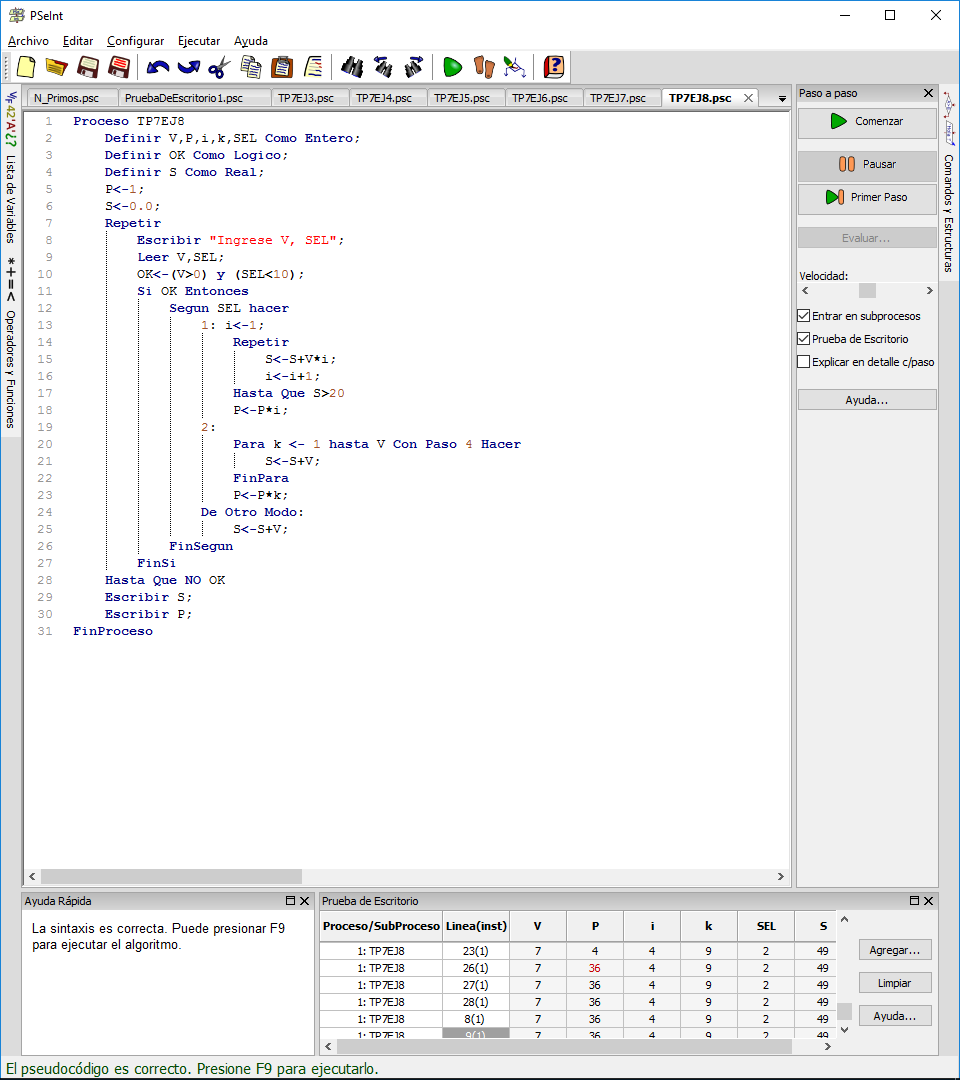 PSeInt
Archivo Editar Configurar Ejecutar Ayuda
N_Primos.psc PruebaDeEscritorio1.psc TP7EJ3.psc TP7EJ4.psc TP7EJ5.psc TP7EJ6.psc TP7EJ7.psc TP7EJ8.psc
Lista de Variables
Operadores y Funciones
1 Proceso TP7EJ8
2 Definir V,P,i,k,SEL Como Entero;
3 Definir OK Como Logico;
4 Definir S Como Real;
5 P<-1;
6 S<-0.0;
7 Repetir
8 Escribir "Ingrese V, SEL";
9 Leer V,SEL;
10 OK<-(V>0) y (SEL<10);
11 Si OK Entonces
12 Segun SEL hacer
13 1: i<-1;
14 Repetir
15 S<-S+V*i;
16 i<-i+1;
17 Hasta Que S>20
18 P<-P*i;
19 2:
20 Para k <- 1 hasta V Con Paso 4 Hacer
21 S<-S+V;
22 FinPara
23 P<-P*k;
24 De Otro Modo:
25 S<-S+V;
26 FinSegun
27 FinSi
28 Hasta Que NO OK
29 Escribir S;
30 Escribir P;
31 FinProceso
Paso a paso
Comenzar
Pausar
Primer Paso
Evaluar...
Velocidad:
Entrar en subprocesos
Prueba de Escritorio
Explicar en detalle c/paso
Ayuda...
Comandos y Estructuras
Ayuda Rápida
La sintaxis es correcta. Puede presionar F9
para ejecutar el algoritmo.
Prueba de Escritorio
Proceso/SubProceso Linea(inst) V P i k SEL S
1: TP7EJ8 23(1) 7 4 4 9 2 49
1: TP7EJ8 26(1) 7 36 4 9 2 49
1: TP7EJ8 27(1) 7 36 4 9 2 49
1: TP7EJ8 28(1) 7 36 4 9 2 49
1: TP7EJ8 8(1) 7 36 4 9 2 49
1: TP7EJ8 9(1) 7 36 4 9 2 49
Agregar...
Limpiar
Ayuda...
El pseudocódigo es correcto. Presione F9 para ejecutarlo.